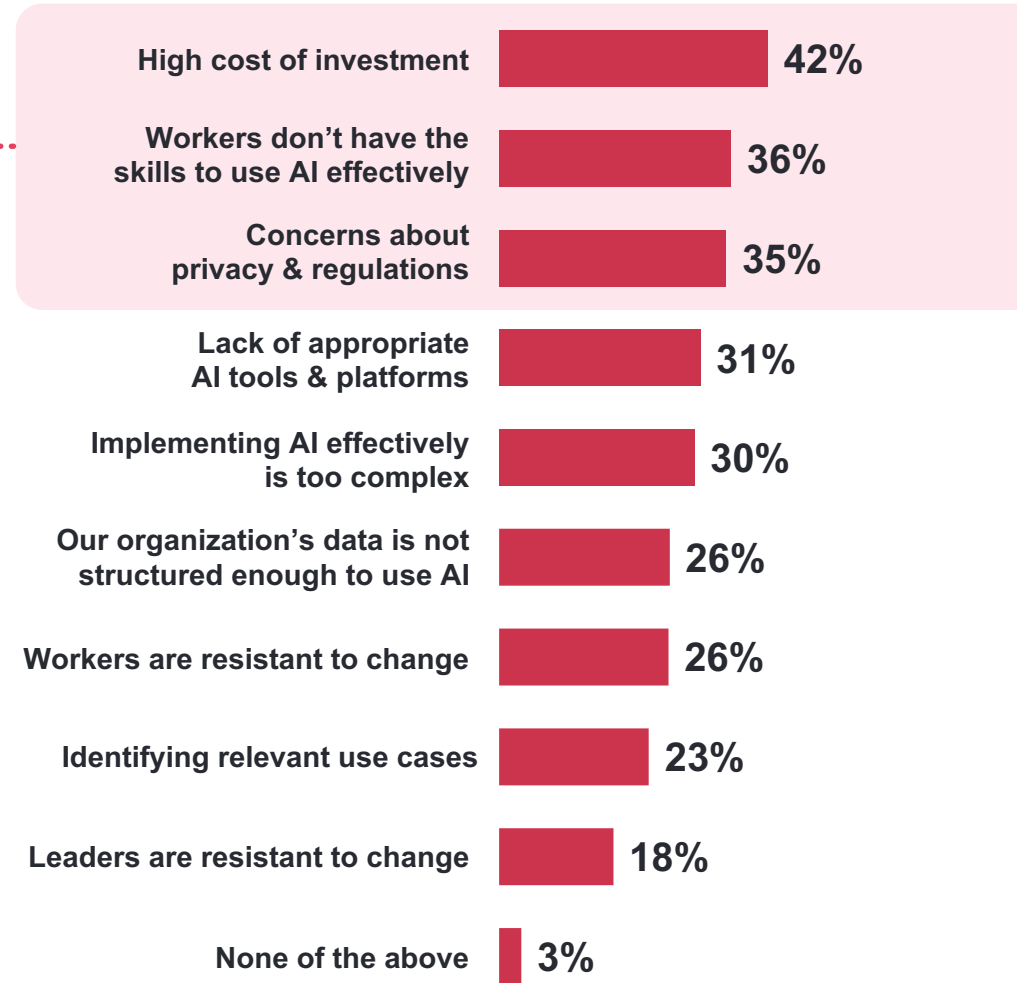 High cost of investment
42%
Workers don’t have the
skills to use AI effectively
36%
Concerns about
privacy & regulations
35%
Lack of appropriate
AI tools & platforms
31%
Implementing AI effectively
is too complex
30%
Our organization’s data is not
structured enough to use AI
26%
Workers are resistant to change
26%
Identifying relevant use cases
23%
Leaders are resistant to change
18%
None of the above
3%